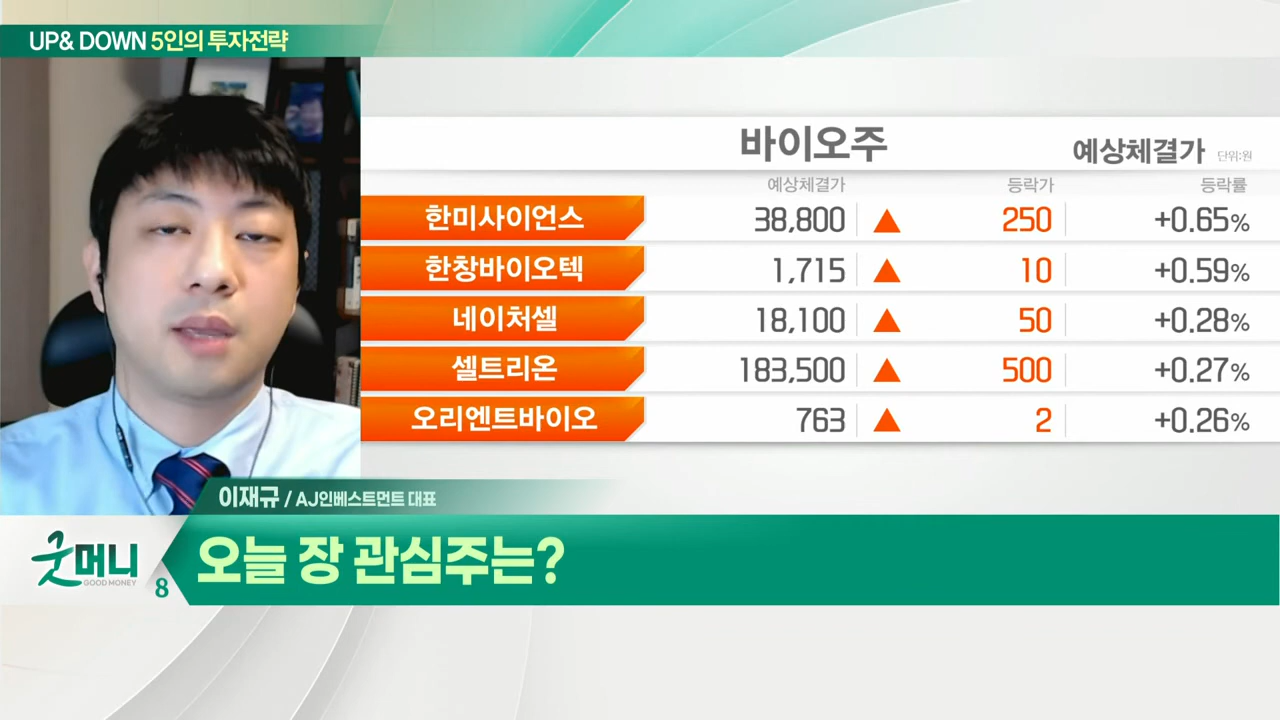 UP& DOWN 5인의 투자전략
바이오주 예상체결가 단위:원
예상체결가 등락가 등락률
한미사이언스 38,800 ▲ 250 +0.65%
한창바이오텍 1,715 ▲ 10 +0.59%
네이처셀 18,100 ▲ 50 +0.28%
셀트리온 183,500 ▲ 500 +0.27%
오리엔트바이오 763 ▲ 2 +0.26%
이재규 / AJ인베스트먼트 대표
굿머니
GOOD MONEY
8
오늘 장 관심주는?